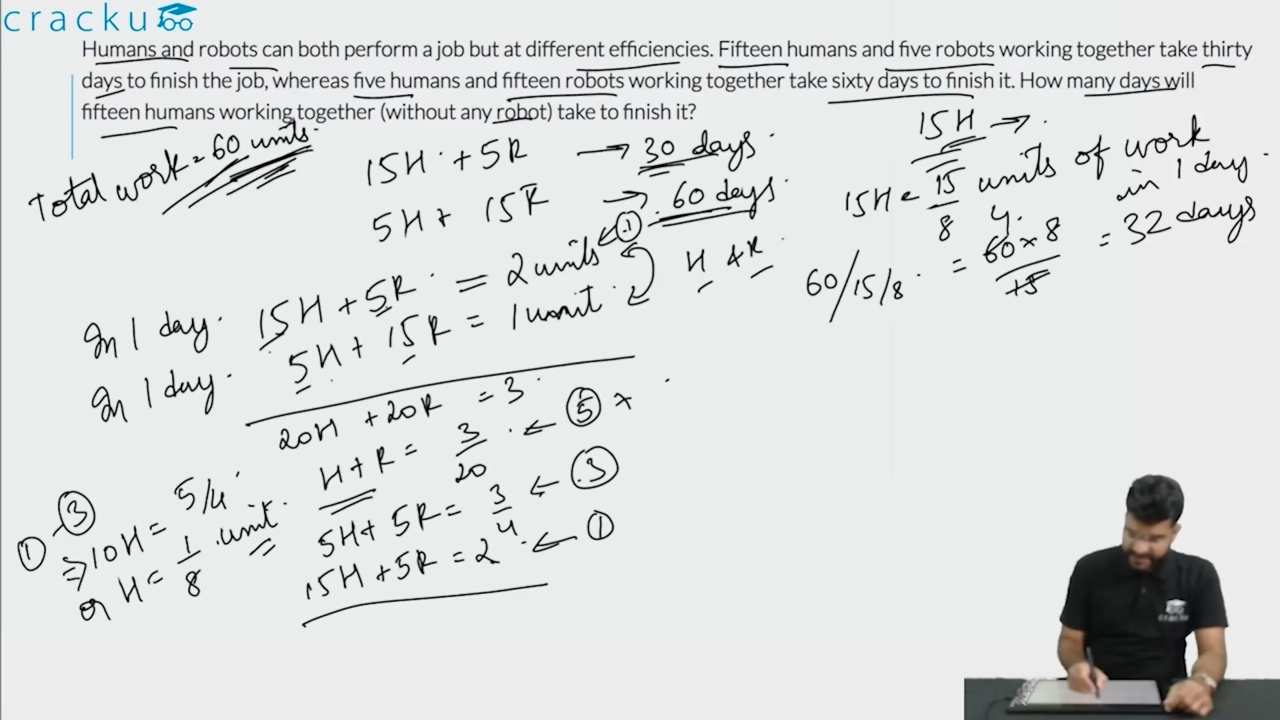 cracku
Humans and robots can both perform a job but at different efficiencies. Fifteen humans and five robots working together take thirty
days to finish the job, whereas five humans and fifteen robots working together take sixty days to finish it. How many days will
fifteen humans working together (without any robot) take to finish it?
Total work = 60 units.
15H + 5R → 30 days.
5H + 15R → 60 days.
In 1 day. 15H + 5R = 2 units ← ①
In 1 day. 5H + 15R = 1 unit.
H & R.
20H + 20R = 3
H + R = 3/20 ← ⑤ ×
5H + 5R = 3/4 ← ③
15H + 5R = 2 ← ①
① - ③
⇒ 10H = 5/4
or H = 1/8 unit.
15H →
15H = 15/8 units of work
in 1 day.
60/15/8 = 60 × 8/15 = 32 days
4
cracku